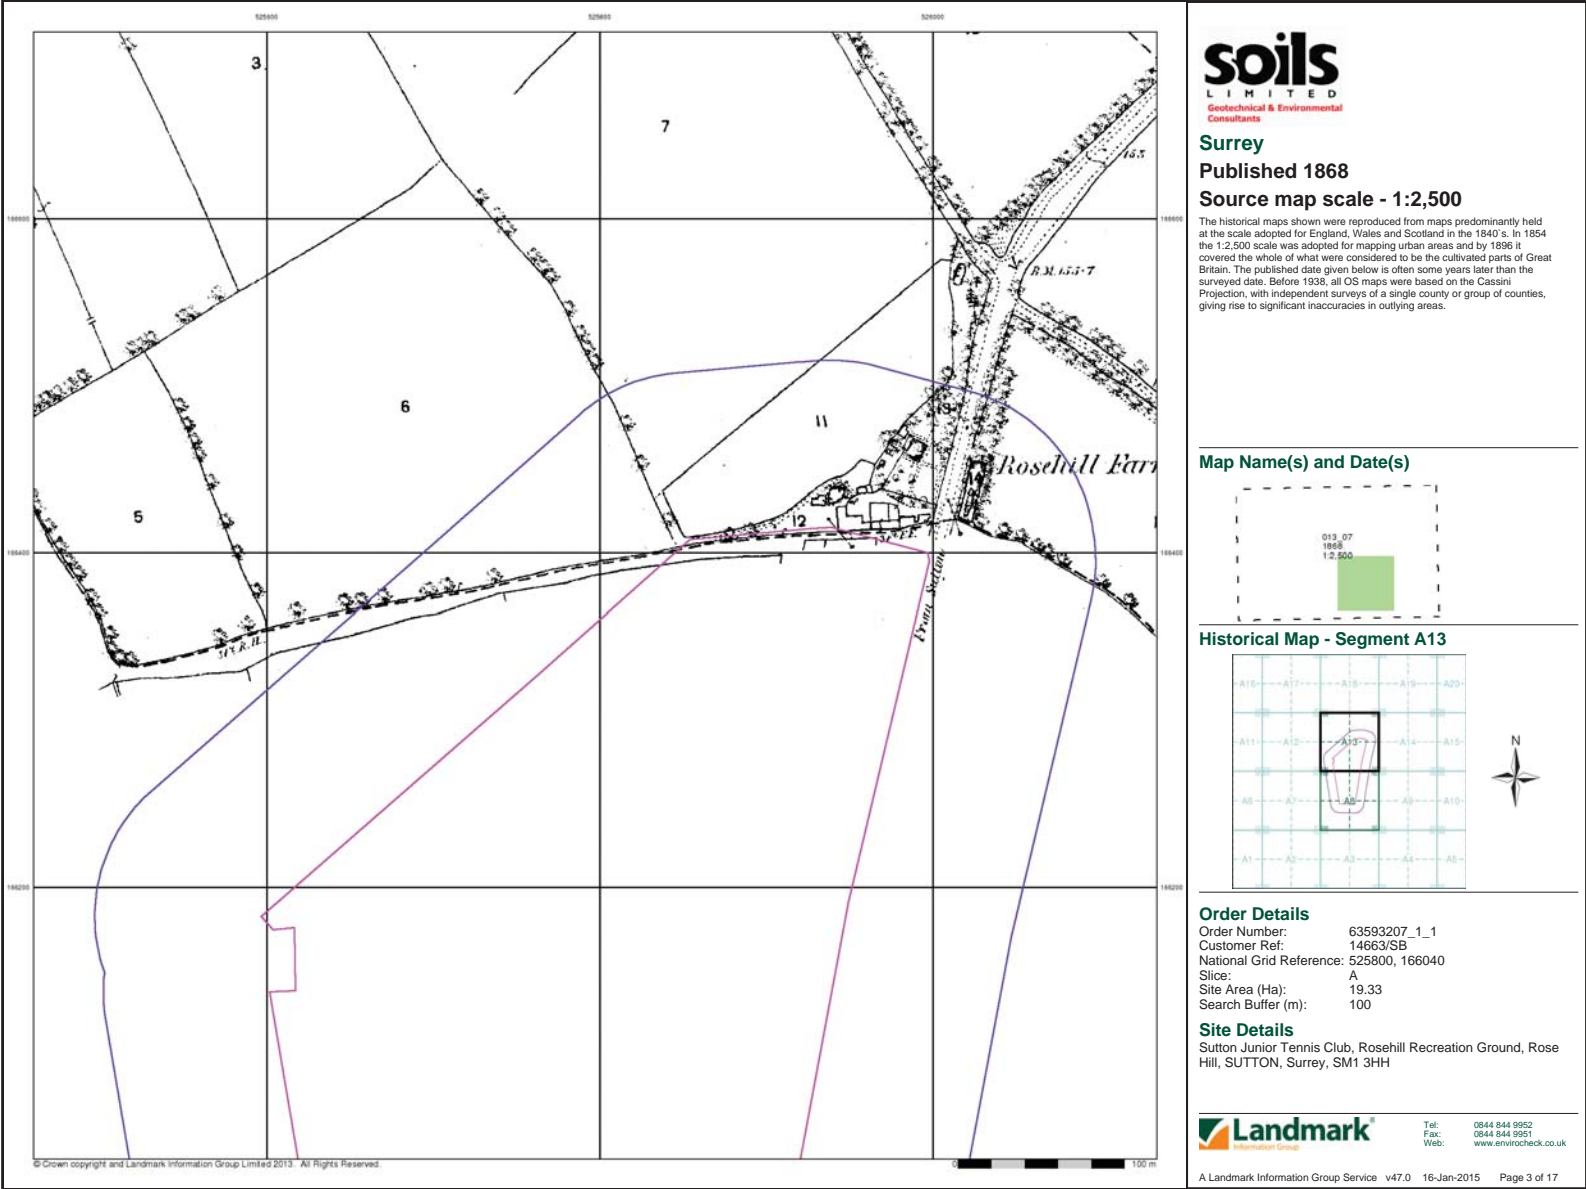 525600
525800
526000
3
7
155
166600
166600
B.M.155·7
6
11
13
Rosehill Farm
14
5
12
166400
166400
From Sutton
4 ft. R.H.
166200
166200
© Crown copyright and Landmark Information Group Limited 2013. All Rights Reserved.
0
100 m
soils
LIMITED
Geotechnical & Environmental
Consultants
Surrey
Published 1868
Source map scale - 1:2,500
The historical maps shown were reproduced from maps predominantly held
at the scale adopted for England, Wales and Scotland in the 1840`s. In 1854
the 1:2,500 scale was adopted for mapping urban areas and by 1896 it
covered the whole of what were considered to be the cultivated parts of Great
Britain. The published date given below is often some years later than the
surveyed date. Before 1938, all OS maps were based on the Cassini
Projection, with independent surveys of a single county or group of counties,
giving rise to significant inaccuracies in outlying areas.
Map Name(s) and Date(s)
013_07
1868
1:2,500
Historical Map - Segment A13
A16 A17 A18 A19 A20
A11 A12 A13 A14 A15
A6 A7 A8 A9 A10
A1 A2 A3 A4 A5
N
Order Details
Order Number: 63593207_1_1
Customer Ref: 14663/SB
National Grid Reference: 525800, 166040
Slice: A
Site Area (Ha): 19.33
Search Buffer (m): 100
Site Details
Sutton Junior Tennis Club, Rosehill Recreation Ground, Rose
Hill, SUTTON, Surrey, SM1 3HH
Landmark
Information Group
Tel: 0844 844 9952
Fax: 0844 844 9951
Web: www.envirocheck.co.uk
A Landmark Information Group Service v47.0 16-Jan-2015 Page 3 of 17